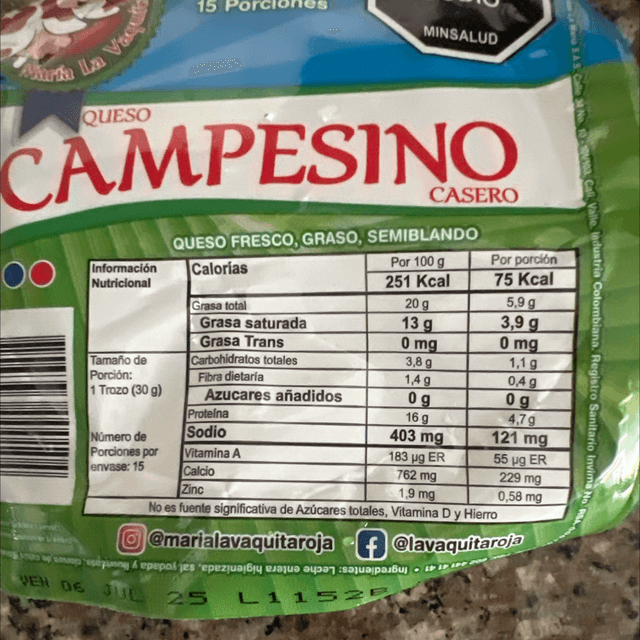 15 Porciones
MINSALUD
María La Vaquita
QUESO
CAMPESINO
CASERO
QUESO FRESCO, GRASO, SEMIBLANDO
Información Nutricional
Calorías Por 100 g Por porción
251 Kcal 75 Kcal
Grasa total 20 g 5,9 g
Grasa saturada 13 g 3,9 g
Grasa Trans 0 mg 0 mg
Tamaño de Porción: 1 Trozo (30 g)
Carbohidratos totales 3,8 g 1,1 g
Fibra dietaría 1,4 g 0,4 g
Azucares añadidos 0 g 0 g
Proteína 16 g 4,7g
Número de Porciones por envase: 15
Sodio 403 mg 121 mg
Vitamina A 183 µg ER 55 µg ER
Calcio 762 mg 229 mg
Zinc 1,9 mg 0,58 mg
No es fuente significativa de Azúcares totales, Vitamina D y Hierro
@marialavaquitaroja @lavaquitaroja
Ingredientes: Leche entera higienizada, sal yodada y fluorada,
VEN 06 JUL 25 L1152
Industria Colombiana. Registro Sanitario Invima No.